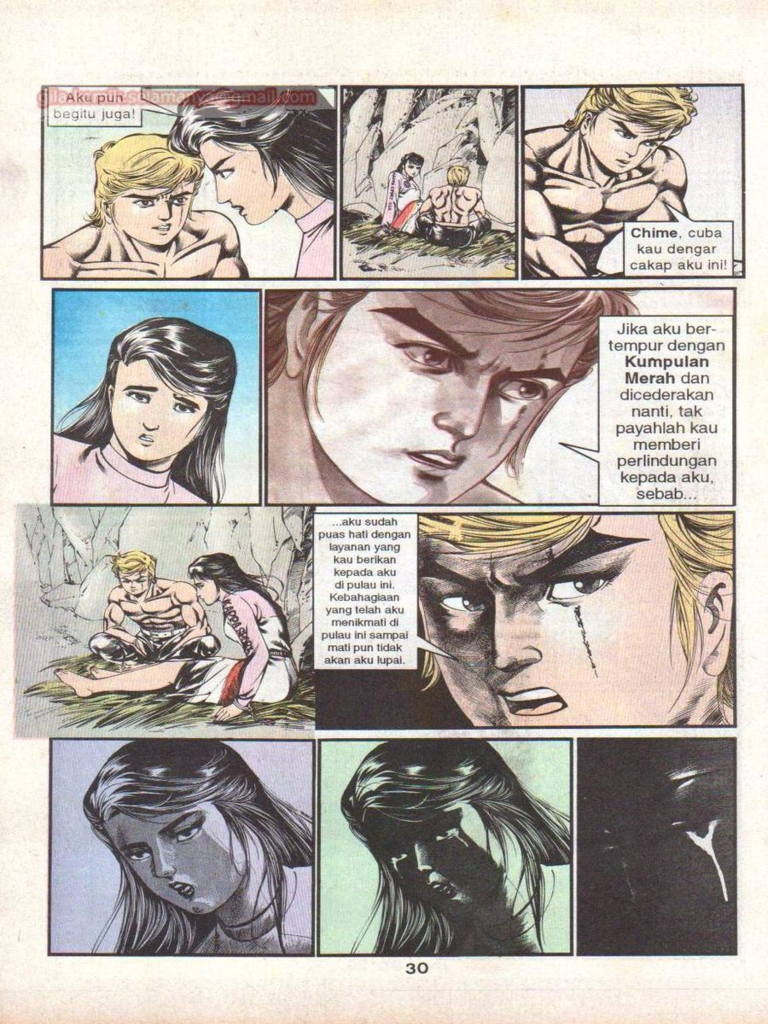 Aku pun
begitu juga!
Chime, cuba
kau dengar
cakap aku ini!
Jika aku ber-
tempur dengan
Kumpulan
Merah dan
dicederakan
nanti, tak
payahlah kau
memberi
perlindungan
kepada aku,
sebab...
...aku sudah
puas hati dengan
layanan yang
kau berikan
kepada aku
di pulau ini.
Kebahagiaan
yang telah aku
menikmati di
pulau ini sampai
mati pun tidak
akan aku lupai.
30